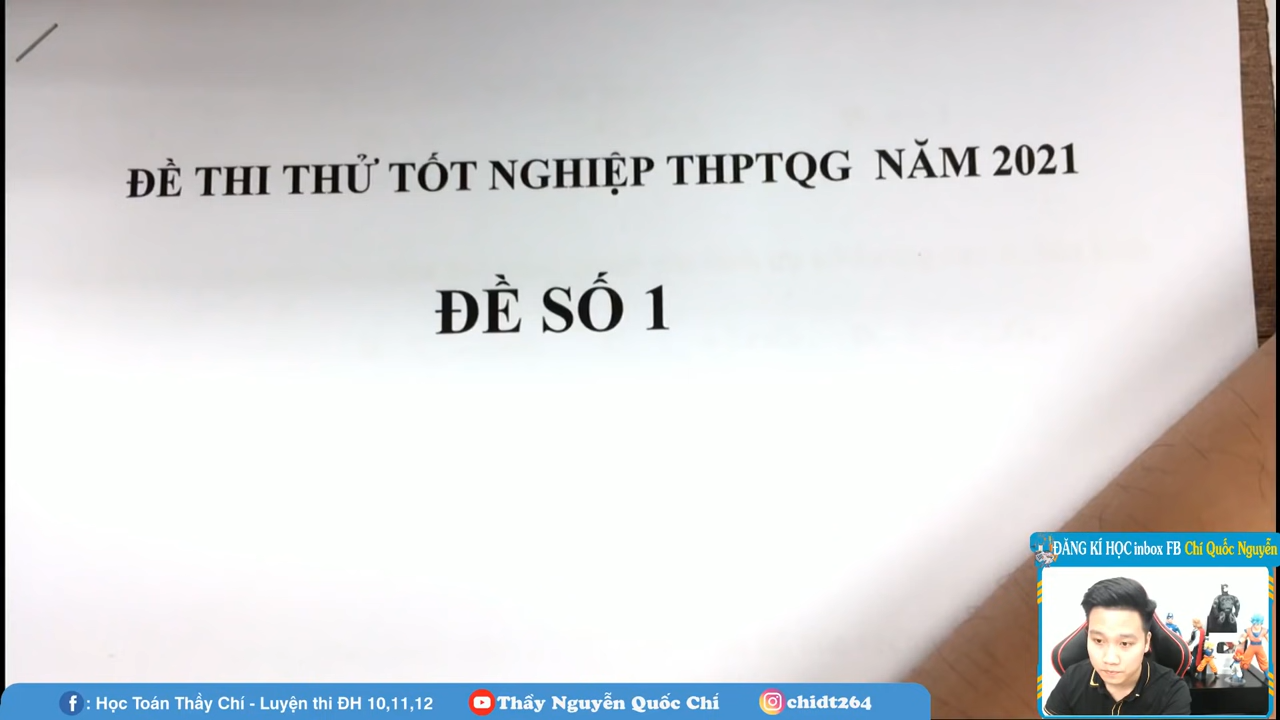 ĐỀ THI THỬ TỐT NGHIỆP THPTQG NĂM 2021
ĐỀ SỐ 1
ĐĂNG KÍ HỌC inbox FB Chí Quốc Nguyễn
: Học Toán Thầy Chí - Luyện thi ĐH 10,11,12
Thầy Nguyễn Quốc Chí
chidt264